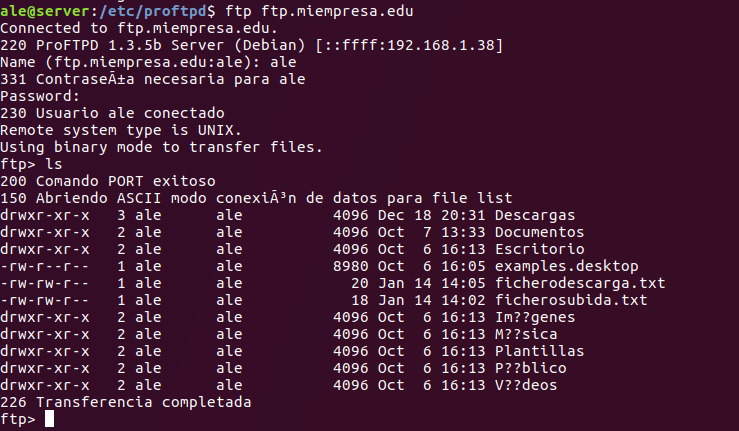 ale@server:/etc/proftpd$ ftp ftp.miempresa.edu
Connected to ftp.miempresa.edu.
220 ProFTPD 1.3.5b Server (Debian) [::ffff:192.168.1.38]
Name (ftp.miempresa.edu:ale): ale
331 ContraseÃ±a necesaria para ale
Password:
230 Usuario ale conectado
Remote system type is UNIX.
Using binary mode to transfer files.
ftp> ls
200 Comando PORT exitoso
150 Abriendo ASCII modo conexiÃ³n de datos para file list
drwxr-xr-x   3 ale      ale          4096 Dec 18 20:31 Descargas
drwxr-xr-x   2 ale      ale          4096 Oct  7 13:33 Documentos
drwxr-xr-x   2 ale      ale          4096 Oct  6 16:13 Escritorio
-rw-r--r--   1 ale      ale          8980 Oct  6 16:05 examples.desktop
-rw-rw-r--   1 ale      ale            20 Jan 14 14:05 ficherodescarga.txt
-rw-rw-r--   1 ale      ale            18 Jan 14 14:02 ficherosubida.txt
drwxr-xr-x   2 ale      ale          4096 Oct  6 16:13 Im??genes
drwxr-xr-x   2 ale      ale          4096 Oct  6 16:13 M??sica
drwxr-xr-x   2 ale      ale          4096 Oct  6 16:13 Plantillas
drwxr-xr-x   2 ale      ale          4096 Oct  6 16:13 P??blico
drwxr-xr-x   2 ale      ale          4096 Oct  6 16:13 V??deos
226 Transferencia completada
ftp>